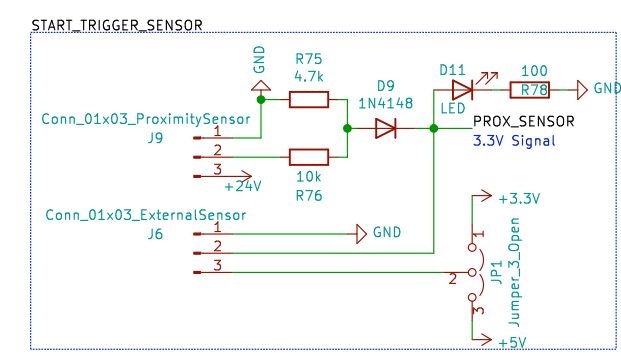 START_TRIGGER_SENSOR
GND
R75
4.7k
D9
1N4148
D11
LED
100
R78
GND
Conn_01x03_ProximitySensor
J9
1
2
3
+24V
10k
R76
PROX_SENSOR
3.3V Signal
Conn_01x03_ExternalSensor
J6
1
2
3
GND
+3.3V
1
2
3
JP1
Jumper_3_Open
+5V